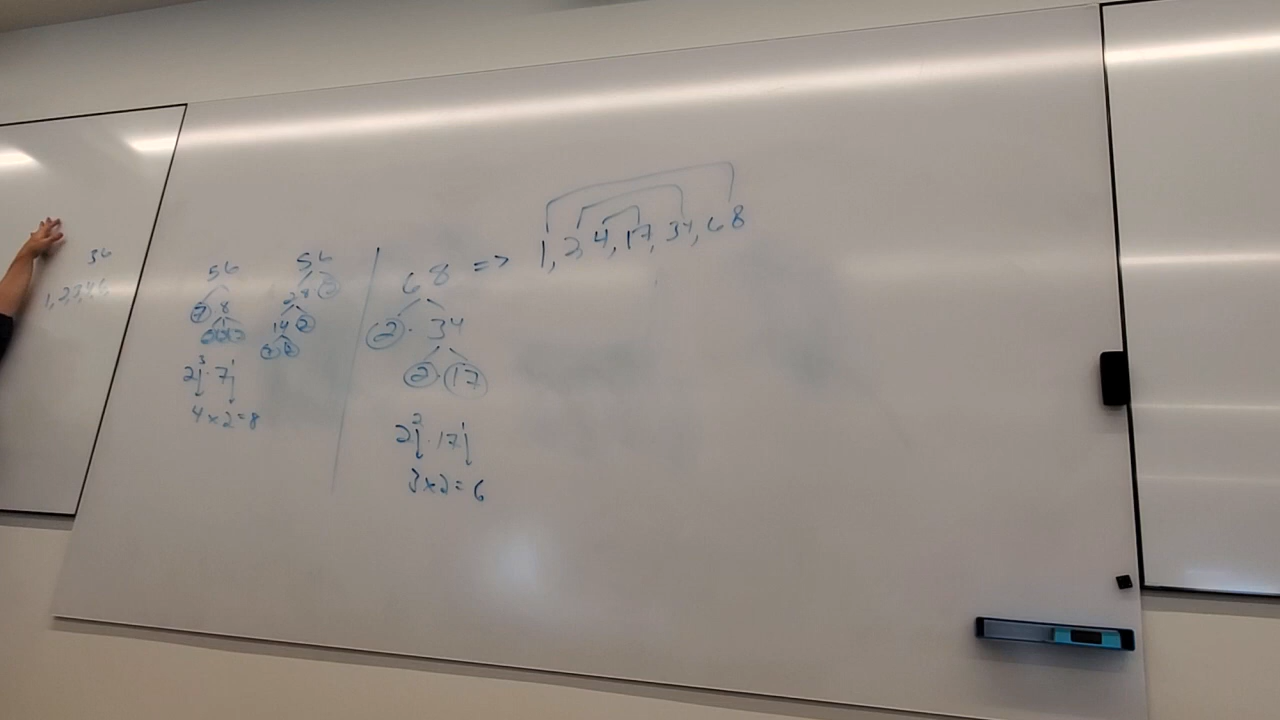 36
1,2,3,4,6
56
7 8
2 2 2
2³ · 7¹
4 x 2 = 8
56
28 2
14 2
7 2
68 => 1, 2, 4, 17, 34, 68
2 · 34
2 · 17
2² · 17¹
3 x 2 = 6